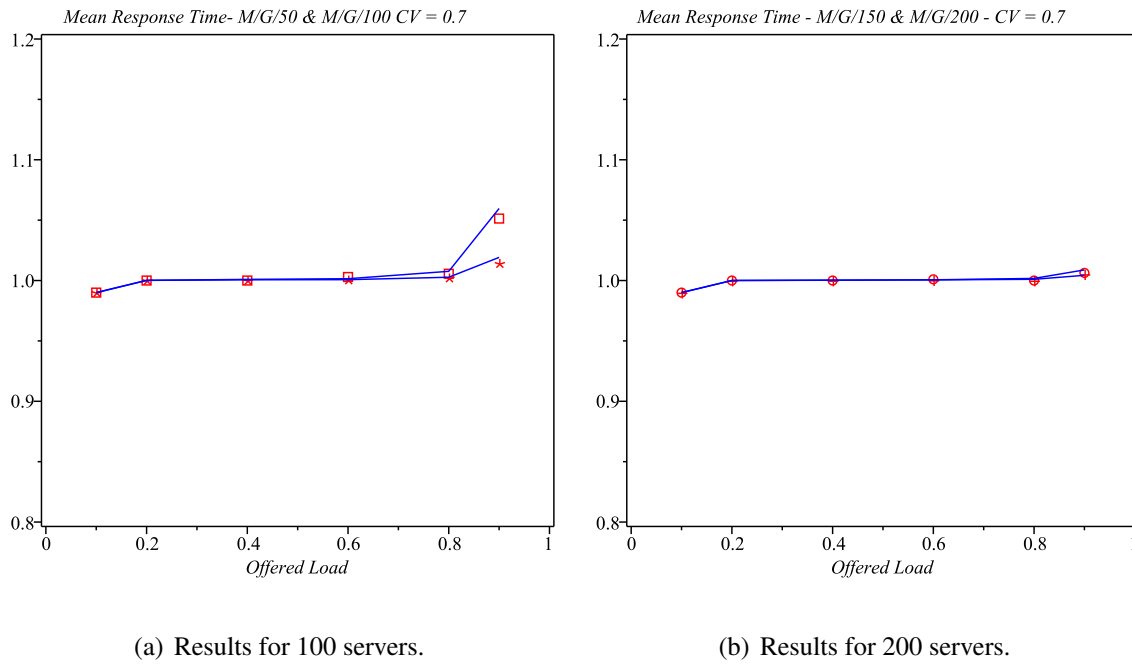 Mean Response Time- M/G/50 & M/G/100 CV = 0.7
1.2
1.1
1.0
0.9
0.8
0 0.2 0.4 0.6 0.8 1
Offered Load
(a) Results for 100 servers.
Mean Response Time - M/G/150 & M/G/200 - CV = 0.7
1.2
1.1
1.0
0.9
0.8
0 0.2 0.4 0.6 0.8
Offered Load
(b) Results for 200 servers.